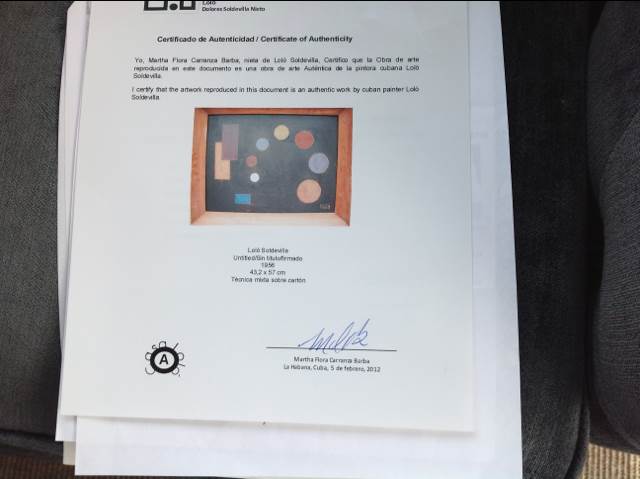 Loló
Dolores Soldevilla Nieto
Certificado de Autenticidad / Certificate of Authenticity
Yo, Martha Flora Carranza Barba, nieta de Loló Soldevilla, Certifico que la Obra de arte
reproducida en este documento es una obra de arte Auténtica de la pintora cubana Loló
Soldevilla.
I certify that the artwork reproduced in this document is an authentic work by cuban painter Loló
Soldevilla.
Loló Soldevilla
Untitled/Sin título/firmado
1956
43,2 x 57 cm
Técnica mixta sobre cartón
casa Loló
A
Martha Flora Carranza Barba
La Habana, Cuba, 5 de febrero, 2012